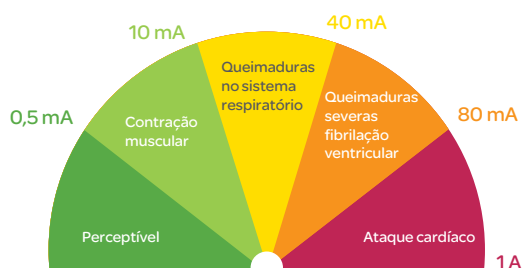 10 mA
40 mA
Queimaduras
no sistema
respiratório
0,5 mA
Contração
muscular
Queimaduras
severas
fibrilação
ventricular
80 mA
Perceptível
Ataque cardíaco
1 A